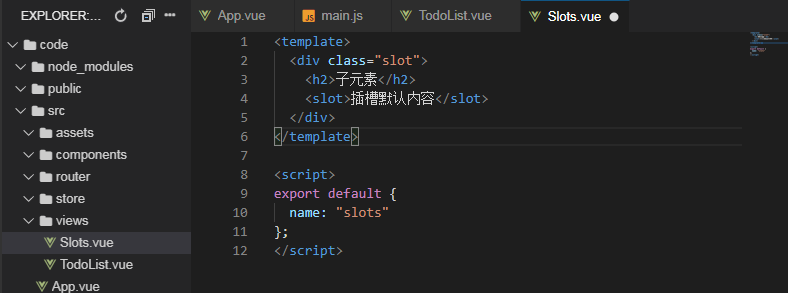 EXPLORER:...
App.vue
JS main.js
TodoList.vue
Slots.vue
code
node_modules
public
src
assets
components
router
store
views
Slots.vue
TodoList.vue
App.vue
1 <template>
2 <div class="slot">
3 <h2>子元素</h2>
4 <slot>插槽默认内容</slot>
5 </div>
6 </template>
7
8 <script>
9 export default {
10 name: "slots"
11 };
12 </script>